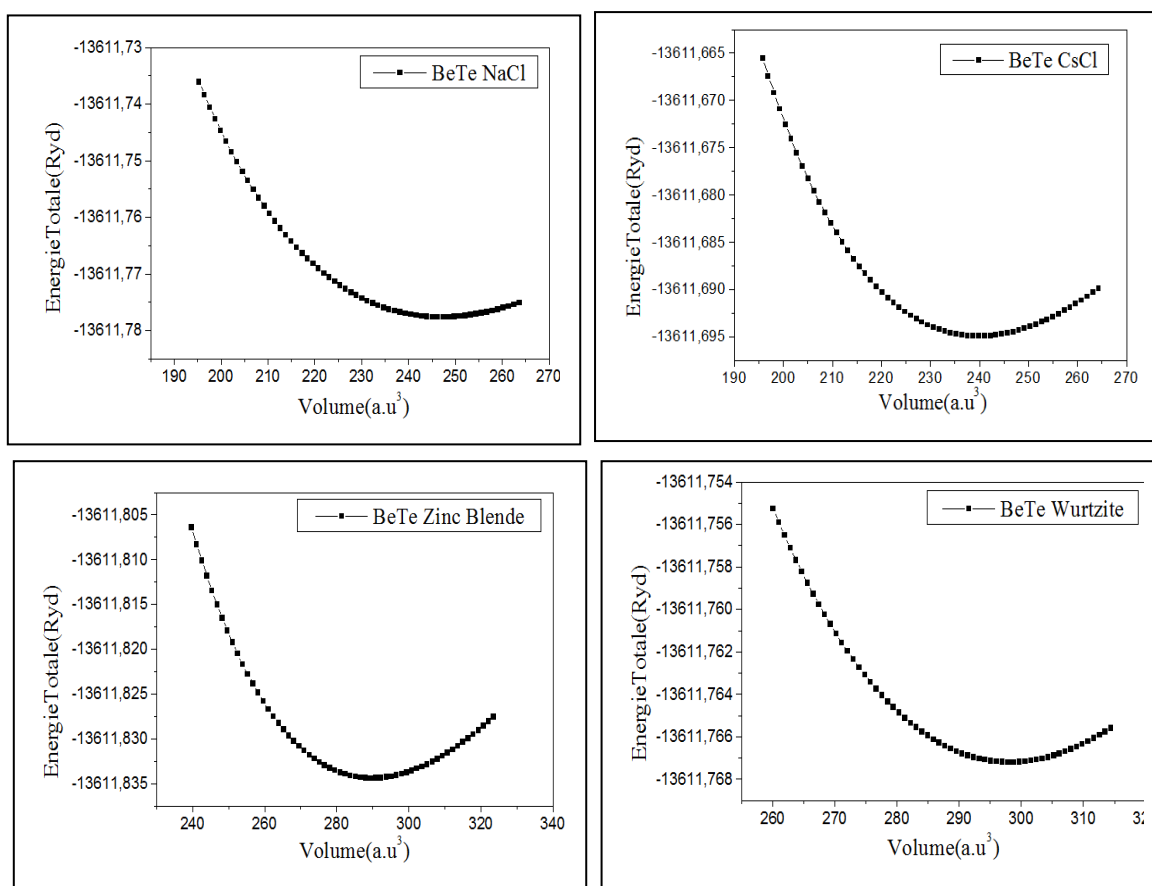 -13611,73
-13611,74
-13611,75
-13611,76
-13611,77
-13611,78
EnergieTotale(Ryd)
BeTe NaCl
190 200 210 220 230 240 250 260 270
Volume(a.u³)
-13611,665
-13611,670
-13611,675
-13611,680
-13611,685
-13611,690
-13611,695
EnergieTotale(Ryd)
BeTe CsCl
190 200 210 220 230 240 250 260 270
Volume(a.u³)
-13611,805
-13611,810
-13611,815
-13611,820
-13611,825
-13611,830
-13611,835
EnergieTotale(Ryd)
BeTe Zinc Blende
240 260 280 300 320 340
Volume(a.u³)
-13611,754
-13611,756
-13611,758
-13611,760
-13611,762
-13611,764
-13611,766
-13611,768
EnergieTotale(Ryd)
BeTe Wurtzite
260 270 280 290 300 310
Volume(a.u³)